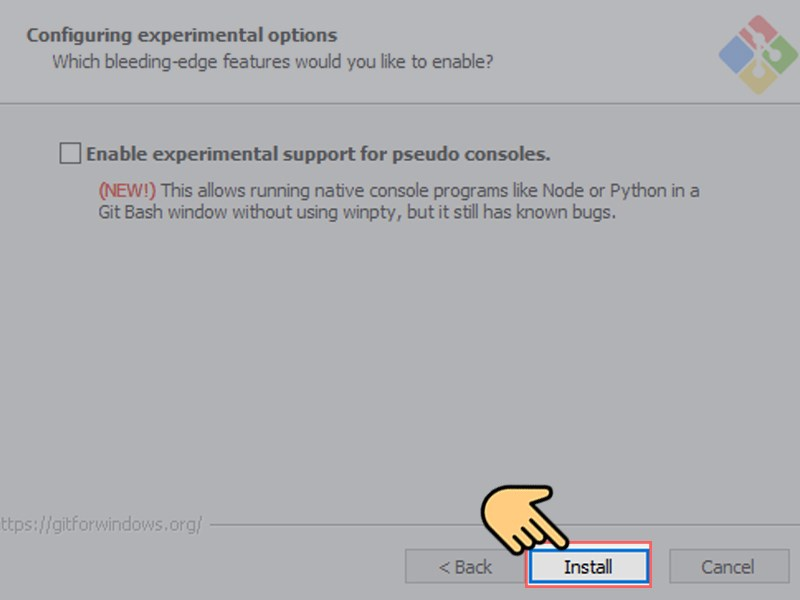 Configuring experimental options
Which bleeding-edge features would you like to enable?
Enable experimental support for pseudo consoles.
(NEW!) This allows running native console programs like Node or Python in a
Git Bash window without using winpty, but it still has known bugs.
ttps://gitforwindows.org/
< Back
Install
Cancel